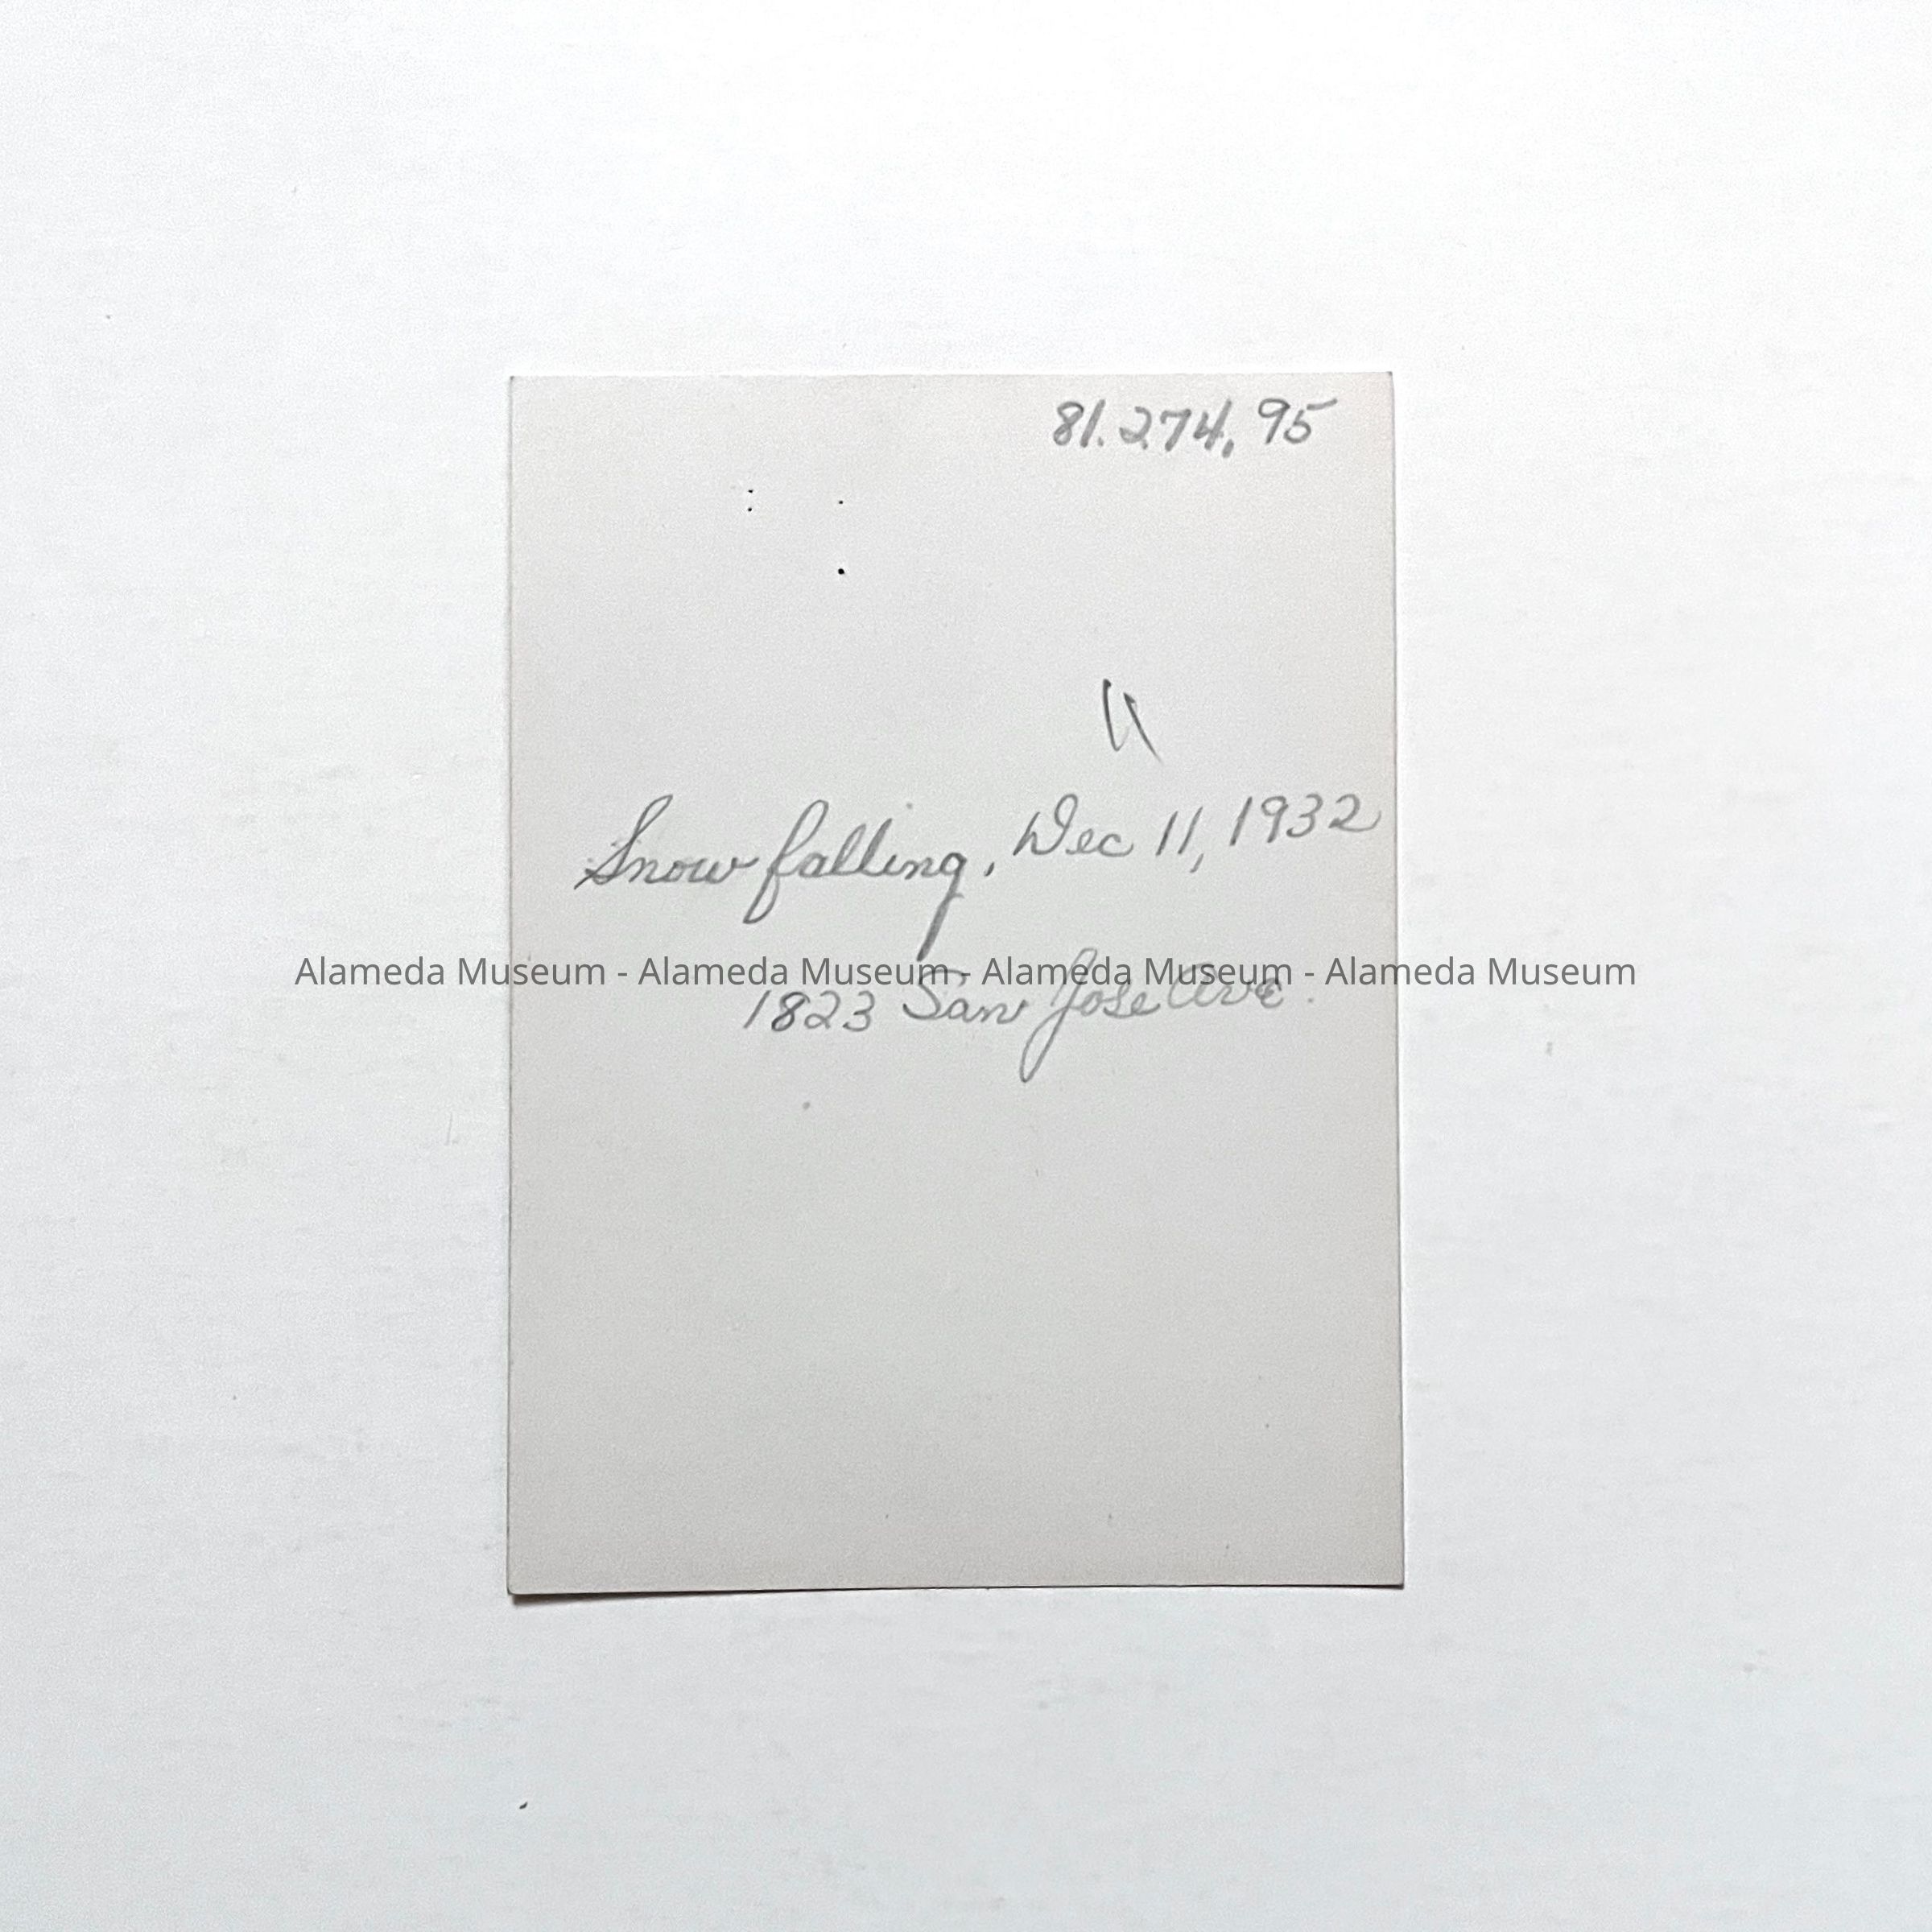 81.274.95
11
Snow falling, Dec 11, 1932
Alameda Museum - Alameda Museum - Alameda Museum - Alameda Museum
1823 San Jose Ave.